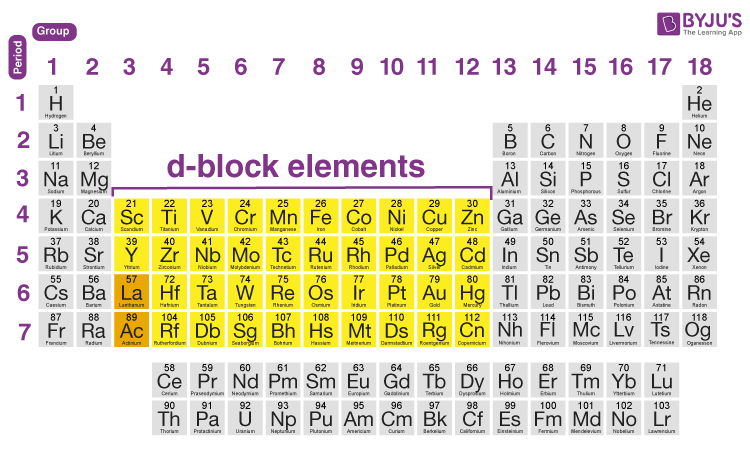 BYJU'S
The Learning App
Group
Period
1 2 3 4 5 6 7 8 9 10 11 12 13 14 15 16 17 18
1 2
1 H He
Hydrogen Helium
3 4 5 6 7 8 9 10
2 Li Be B C N O F Ne
Litium Beryllium Boron Carbon Nitrogen Oxygen Fluorine Neon
d-block elements
11 12 13 14 15 16 17 18
3 Na Mg Al Si P S Cl Ar
Sodium Magnesium Aluminium Silicon Phosphorous Sulfur Chlorine Argon
19 20 21 22 23 24 25 26 27 28 29 30 31 32 33 34 35 36
4 K Ca Sc Ti V Cr Mn Fe Co Ni Cu Zn Ga Ge As Se Br Kr
Potassium Calcium Scandium Titanium Vanadium Chromium Manganese Iron Cobalt Nickel Copper Zinc Gallium Germanium Arsenic Selenium Bromine Krypton
37 38 39 40 41 42 43 44 45 46 47 48 49 50 51 52 53 54
5 Rb Sr Y Zr Nb Mo Tc Ru Rh Pd Ag Cd In Sn Sb Te I Xe
Rubidium Strontium Yttrium Zirconium Niobium Molybdenum Technetium Rutenium Rhodium Palladium Silver Cadmium Indium Tin Antimony Tellurium Iodine Xenon
55 56 57 72 73 74 75 76 77 78 79 80 81 82 83 84 85 86
6 Cs Ba La Hf Ta W Re Os Ir Pt Au Hg Tl Pb Bi Po At Rn
Caesium Barium Lanthanum Hafnium Tantalum Tungsten Rhenium Osmium Iridium Platinum Gold Mercury Thallium Lead Bismuth Polonium Astatine Radon
87 88 89 104 105 106 107 108 109 110 111 112 113 114 115 116 117 118
7 Fr Ra Ac Rf Db Sg Bh Hs Mt Ds Rg Cn Nh Fl Mc Lv Ts Og
Francium Radium Actinium Rutherfordium Dubnium Seaborgium Bohrium Hassium Meitnerium Roentgenium Copernicium Nihonium Flerovium Moscovium Livermorium Tennessine Oganesson
58 59 60 61 62 63 64 65 66 67 68 69 70 71
Ce Pr Nd Pm Sm Eu Gd Tb Dy Ho Er Tm Yb Lu
Cerium Neodymium Promethium Samarium Europium Gadolinium Terbium Dysprosium Holmium Erbium Thulium Ytterbium Lutetium
90 91 92 93 94 95 96 97 98 99 100 101 102 103
Th Pa U Np Pu Am Cm Bk Cf Es Fm Md No Lr
Thorium Protactinium Uranium Neptunium Plutonium Americium Curium Berkelium Californium Einsteinium Fermium Mendelevium Nobelium Lawrencium